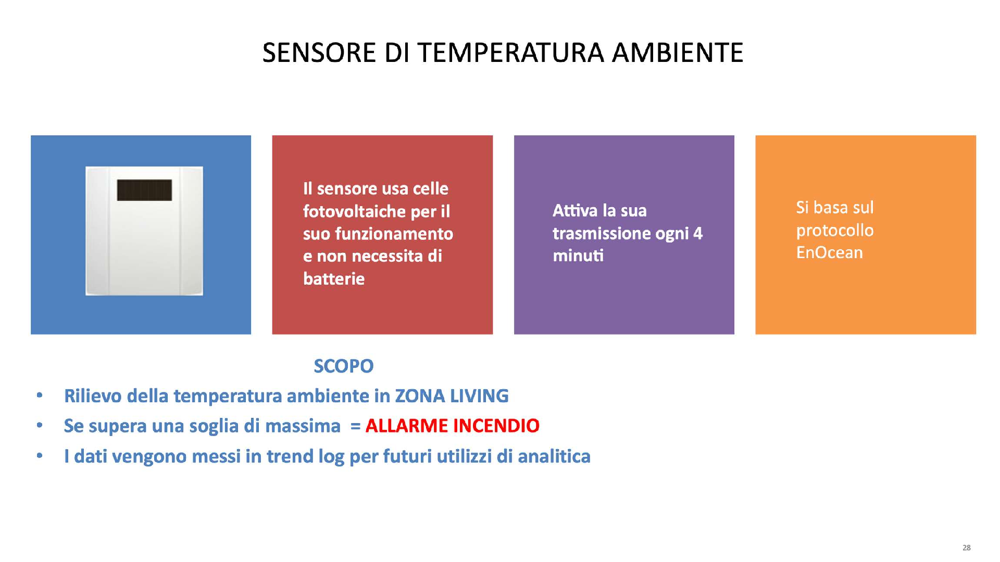 SENSORE DI TEMPERATURA AMBIENTE
Il sensore usa celle
fotovoltaiche per il
suo funzionamento
e non necessita di
batterie
Attiva la sua
trasmissione ogni 4
minuti
Si basa sul
protocollo
EnOcean
SCOPO
• Rilievo della temperatura ambiente in ZONA LIVING
• Se supera una soglia di massima = ALLARME INCENDIO
• I dati vengono messi in trend log per futuri utilizzi di analitica
28